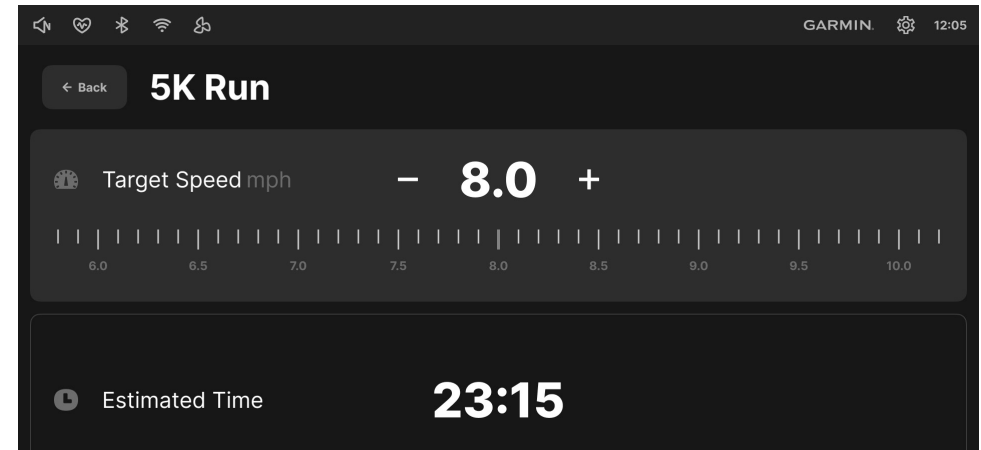 GARMIN. 12:05
← Back 5K Run
Target Speed mph − 8.0 +
6.0 6.5 7.0 7.5 8.0 8.5 9.0 9.5 10.0
Estimated Time 23:15